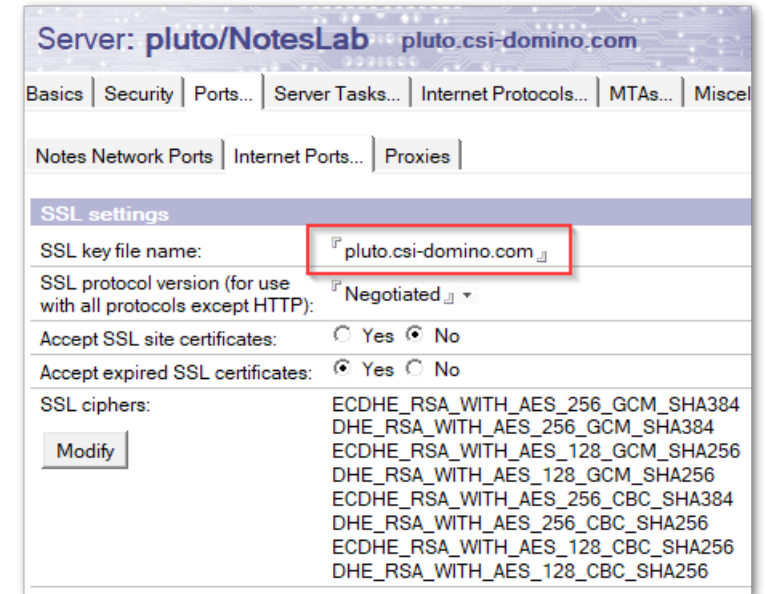 Server: pluto/NotesLab pluto.csi-domino.com
Basics Security Ports... Server Tasks... Internet Protocols... MTAs... Miscel
Notes Network Ports Internet Ports... Proxies
SSL settings
SSL key file name: pluto.csi-domino.com
SSL protocol version (for use
with all protocols except HTTP): Negotiated
Accept SSL site certificates: Yes No
Accept expired SSL certificates: Yes No
SSL ciphers: ECDHE_RSA_WITH_AES_256_GCM_SHA384
DHE_RSA_WITH_AES_256_GCM_SHA384
Modify ECDHE_RSA_WITH_AES_128_GCM_SHA256
DHE_RSA_WITH_AES_128_GCM_SHA256
ECDHE_RSA_WITH_AES_256_CBC_SHA384
DHE_RSA_WITH_AES_256_CBC_SHA256
ECDHE_RSA_WITH_AES_128_CBC_SHA256
DHE_RSA_WITH_AES_128_CBC_SHA256